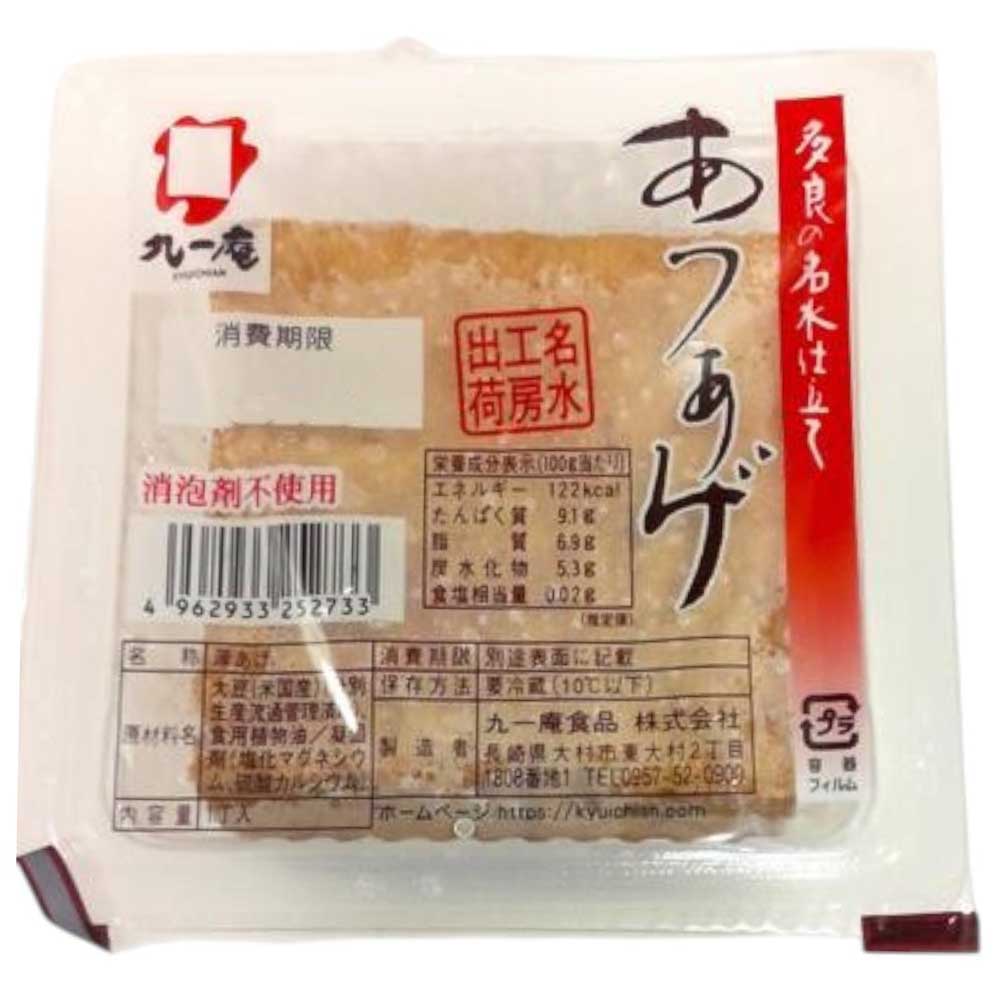 九一庵
KYUICHIAN
多良の名水仕立て
あつあげ
消費期限
名水
工房
出荷
消泡剤不使用
4 962933 252733
栄養成分表示(100g当たり)
エネルギー 122kcal
たんぱく質 9.1g
脂質 6.9g
炭水化物 5.3g
食塩相当量 0.02g
(推定値)
名称 厚あげ
原材料名 大豆(米国産)(分別
生産流通管理済み)、
食用植物油/凝固
剤(塩化マグネシウ
ム、硫酸カルシウム)
内容量 1丁入
消費期限 別途表面に記載
保存方法 要冷蔵(10℃以下)
製造者 九一庵食品 株式会社
長崎県大村市東大村2丁目
1808番地1 TEL0957-52-0909
ホームページ https://kyuichian.com
プラ
容器
フィルム